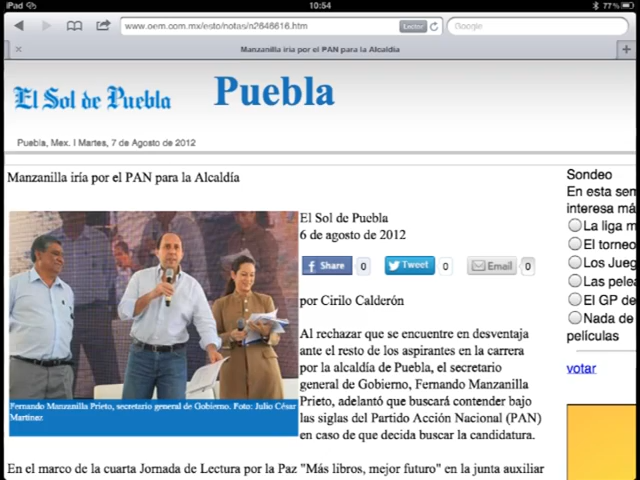 iPad
10:54
77%
www.oem.com.mx/esto/notas/n2646616.htm
Lector
Google
Manzanilla iría por el PAN para la Alcaldía
El Sol de Puebla
Puebla
Puebla, Mex. I Martes, 7 de Agosto de 2012
Manzanilla iría por el PAN para la Alcaldía
Fernando Manzanilla Prieto, secretario general de Gobierno. Foto: Julio César
Martínez
El Sol de Puebla
6 de agosto de 2012
Share 0 Tweet 0 Email 0
por Cirilo Calderón
Al rechazar que se encuentre en desventaja
ante el resto de los aspirantes en la carrera
por la alcaldía de Puebla, el secretario
general de Gobierno, Fernando Manzanilla
Prieto, adelantó que buscará contender bajo
las siglas del Partido Acción Nacional (PAN)
en caso de que decida buscar la candidatura.
En el marco de la cuarta Jornada de Lectura por la Paz "Más libros, mejor futuro" en la junta auxiliar
Sondeo
En esta sem
interesa má
La liga m
El torneo
Los Jueg
Las pelea
El GP de
Nada de
películas
votar